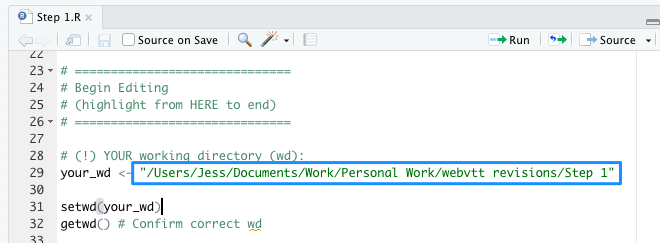 Step 1.R
Source on Save
Run
Source
22
23 # ==============================
24 # Begin Editing
25 # (highlight from HERE to end)
26 # ==============================
27
28 # (!) YOUR working directory (wd):
29 your_wd <- "/Users/Jess/Documents/Work/Personal Work/webvtt revisions/Step 1"
30
31 setwd(your_wd)
32 getwd() # Confirm correct wd
33